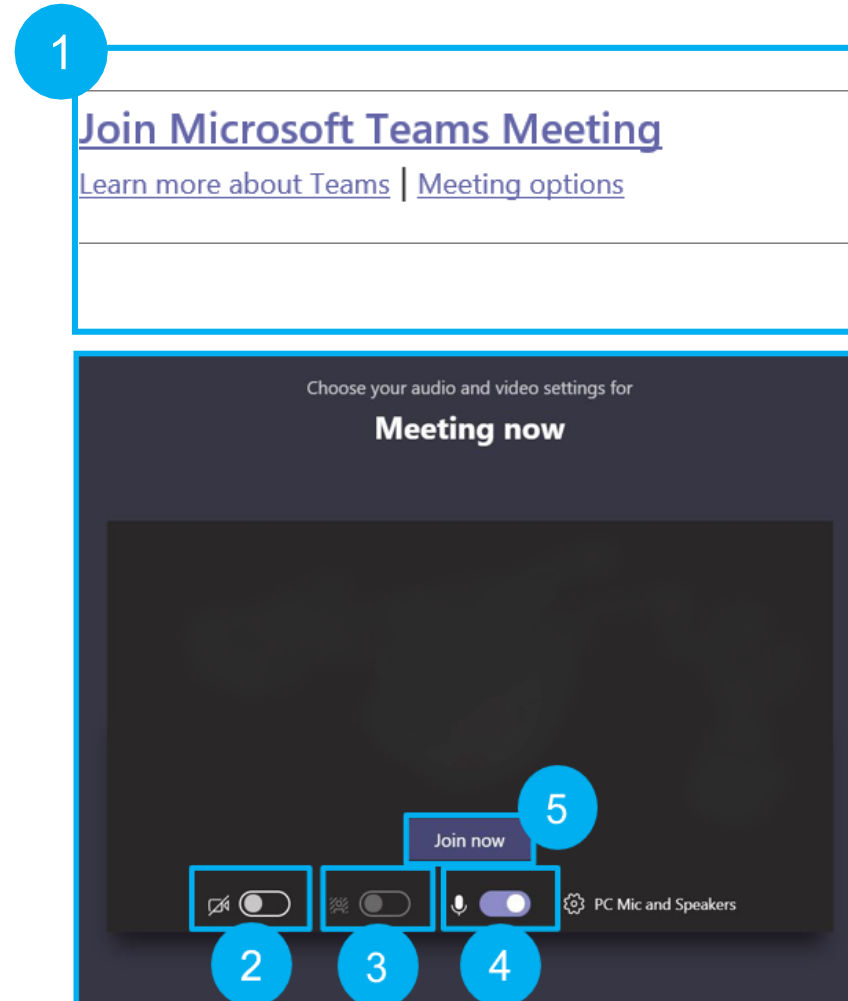 1
Join Microsoft Teams Meeting
Learn more about Teams | Meeting options
Choose your audio and video settings for
Meeting now
5
Join now
PC Mic and Speakers
2
3
4